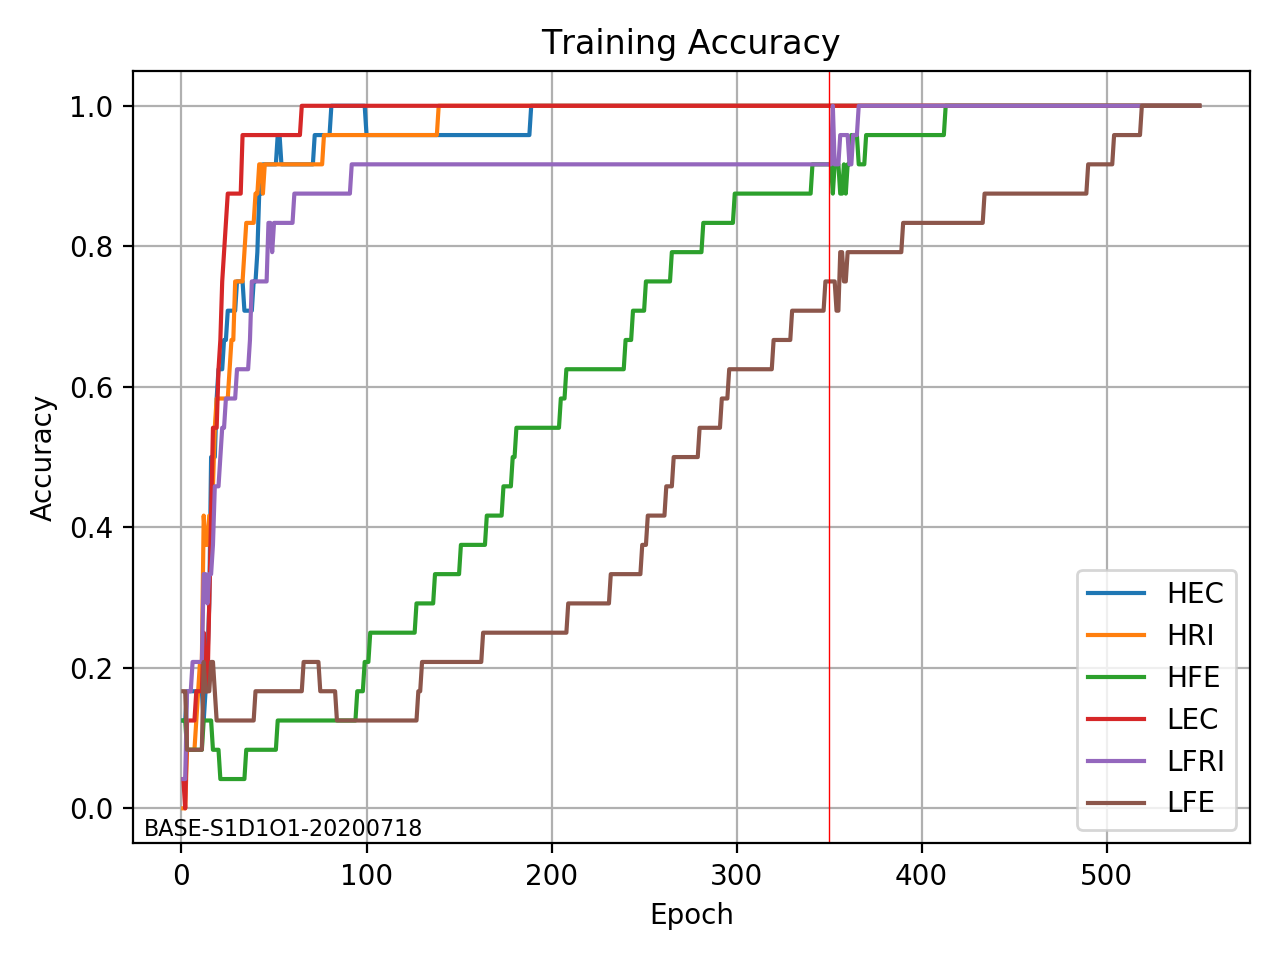 Training Accuracy
1.0
0.8
0.6
0.4
0.2
0.0
Accuracy
BASE-S1D1O1-20200718
HEC
HRI
HFE
LEC
LFRI
LFE
0 100 200 300 400 500
Epoch